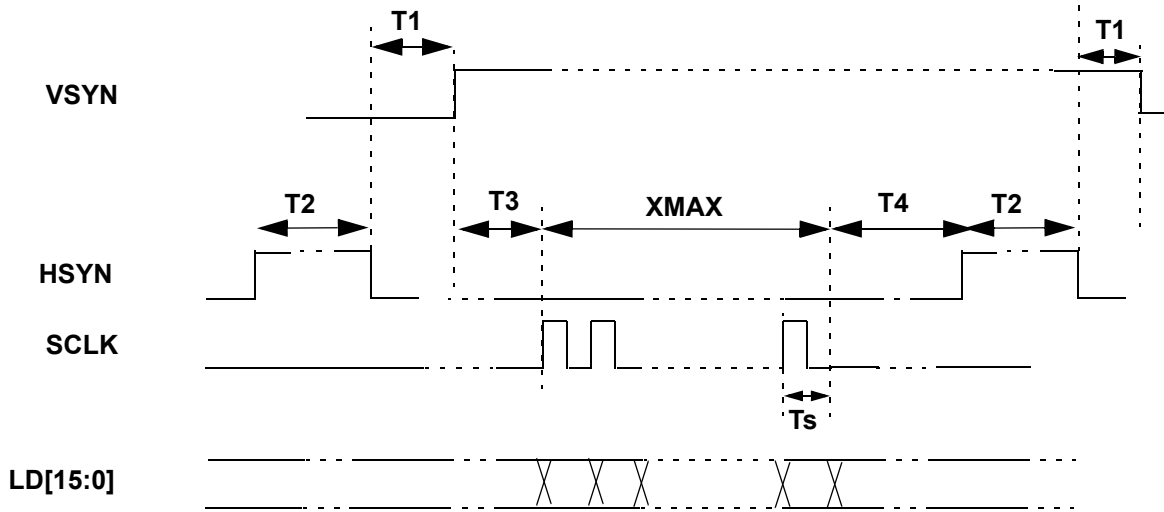 T1
T1
VSYN
T2
T3
XMAX
T4
T2
HSYN
SCLK
Ts
LD[15:0]